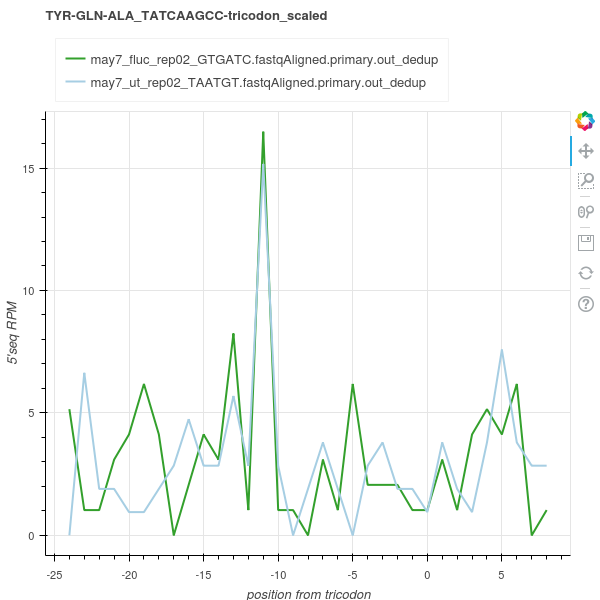 TYR-GLN-ALA_TATCAAGCC-tricodon_scaled
may7_fluc_rep02_GTGATC.fastqAligned.primary.out_dedup
may7_ut_rep02_TAATGT.fastqAligned.primary.out_dedup
15
10
5
0
5'seq RPM
-25 -20 -15 -10 -5 0 5
position from tricodon